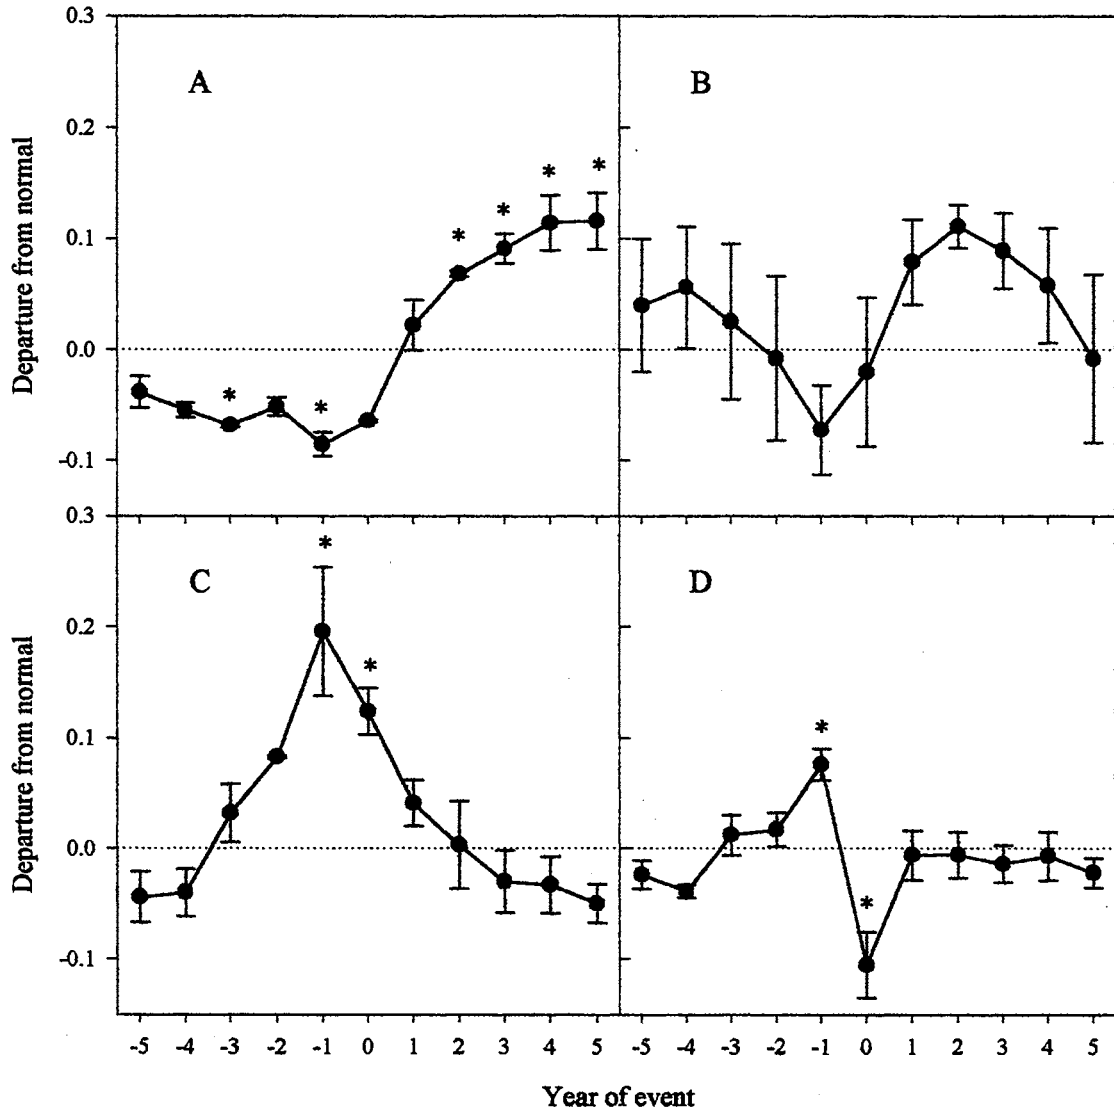 0.3
A
B
0.2
* * * *
0.1
Departure from normal
0.0
* *
-0.1
0.3
C
*
D
0.2
*
*
0.1
Departure from normal
0.0
*
-0.1
-5 -4 -3 -2 -1 0 1 2 3 4 5 -5 -4 -3 -2 -1 0 1 2 3 4 5
Year of event